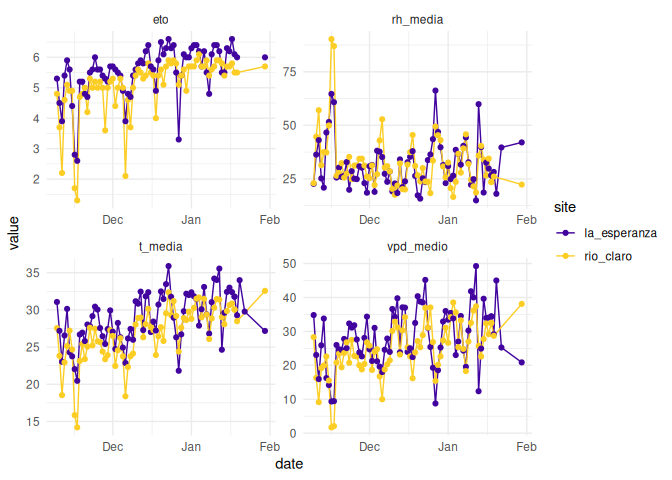 eto
rh_media
6
5
4
3
2
75
50
25
Dec
Jan
Feb
Dec
Jan
Feb
t_media
vpd_medio
35
30
25
20
15
50
40
30
20
10
0
Dec
Jan
Feb
Dec
Jan
Feb
date
value
site
la_esperanza
rio_claro